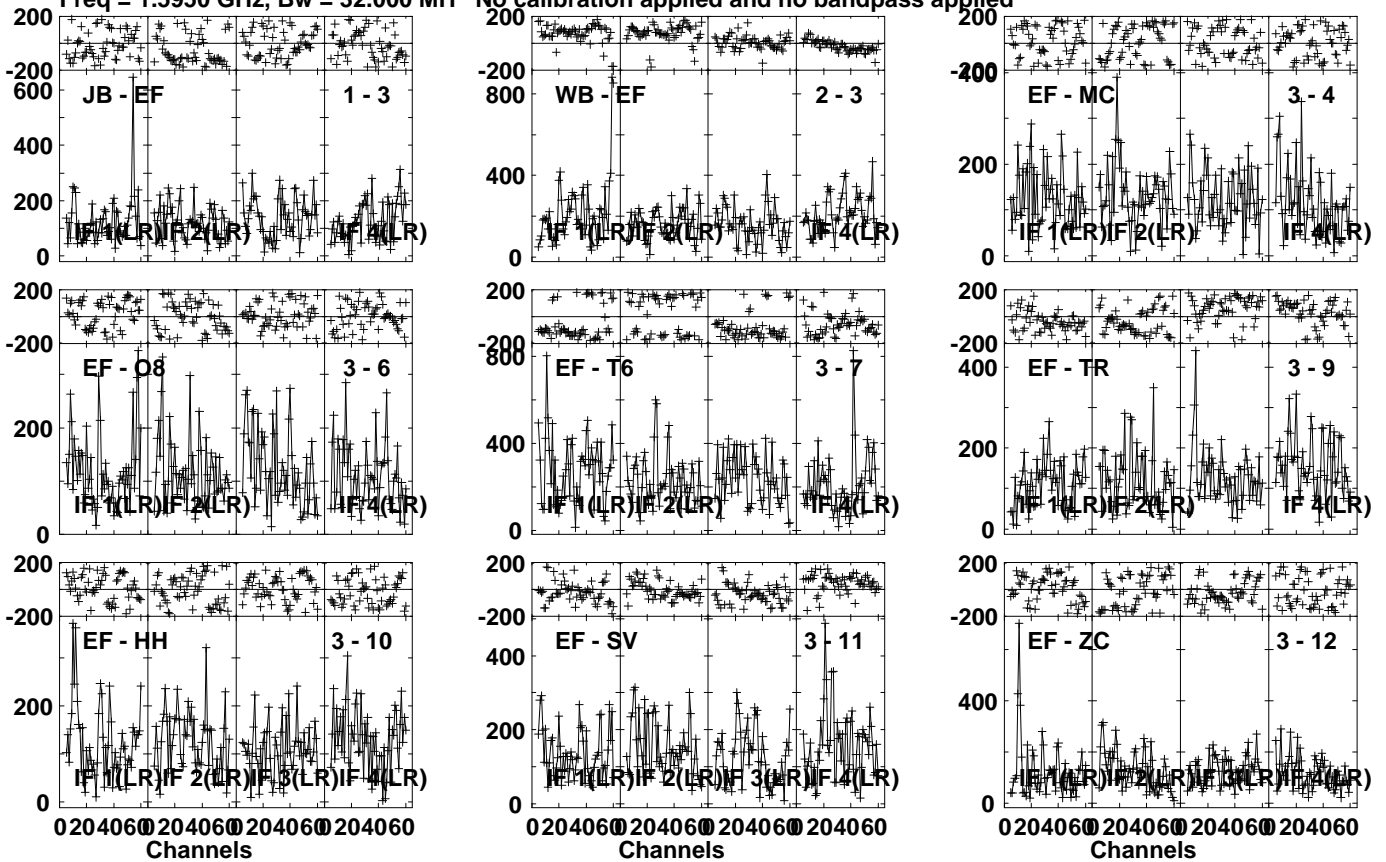 Freq = 1.5950 GHz, Bw = 32.000 MH No calibration applied and no bandpass applied
200
-200
600
400
200
0
JB - EF
1 - 3
IF 1(LR)
IF 2(LR)
IF 4(LR)
200
-200
800
400
0
WB - EF
2 - 3
IF 1(LR)
IF 2(LR)
IF 4(LR)
200
-200
400
200
0
EF - MC
3 - 4
IF 1(LR)
IF 2(LR)
IF 4(LR)
200
-200
200
0
EF - O8
3 - 6
IF 1(LR)
IF 2(LR)
IF 4(LR)
200
-200
800
400
0
EF - T6
3 - 7
IF 1(LR)
IF 2(LR)
IF 4(LR)
200
-200
400
200
0
EF - TR
3 - 9
IF 1(LR)
IF 2(LR)
IF 4(LR)
200
-200
200
0
EF - HH
3 - 10
IF 1(LR)
IF 2(LR)
IF 3(LR)
IF 4(LR)
0 20 40 60 0 20 40 60 0 20 40 60 0 20 40 60
Channels
200
-200
400
200
0
EF - SV
3 - 11
IF 1(LR)
IF 2(LR)
IF 3(LR)
IF 4(LR)
0 20 40 60 0 20 40 60 0 20 40 60 0 20 40 60
Channels
200
-200
400
0
EF - ZC
3 - 12
IF 1(LR)
IF 2(LR)
IF 3(LR)
IF 4(LR)
0 20 40 60 0 20 40 60 0 20 40 60 0 20 40 60
Channels